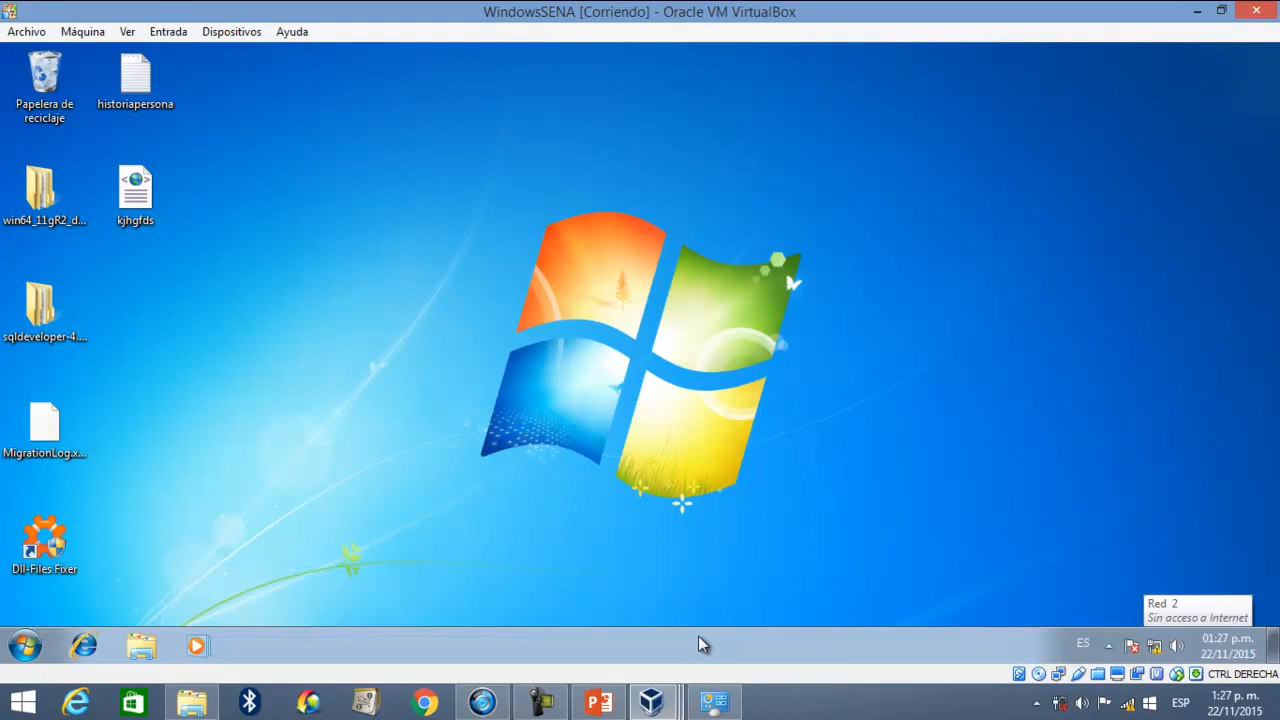 WindowsSENA [Corriendo] - Oracle VM VirtualBox
Archivo Máquina Ver Entrada Dispositivos Ayuda
Papelera de
reciclaje
historiapersona
win64_11gR2_d...
kjhgfds
sqldeveloper-4....
MigrationLog.x...
Dll-Files Fixer
Red 2
Sin acceso a Internet
ES
01:27 p.m.
22/11/2015
CTRL DERECHA
ESP
1:27 p. m.
22/11/2015